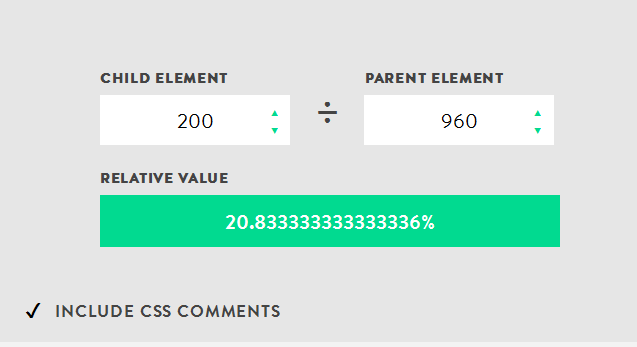 CHILD ELEMENT
PARENT ELEMENT
200
÷
960
RELATIVE VALUE
20.833333333333336%
✓ INCLUDE CSS COMMENTS